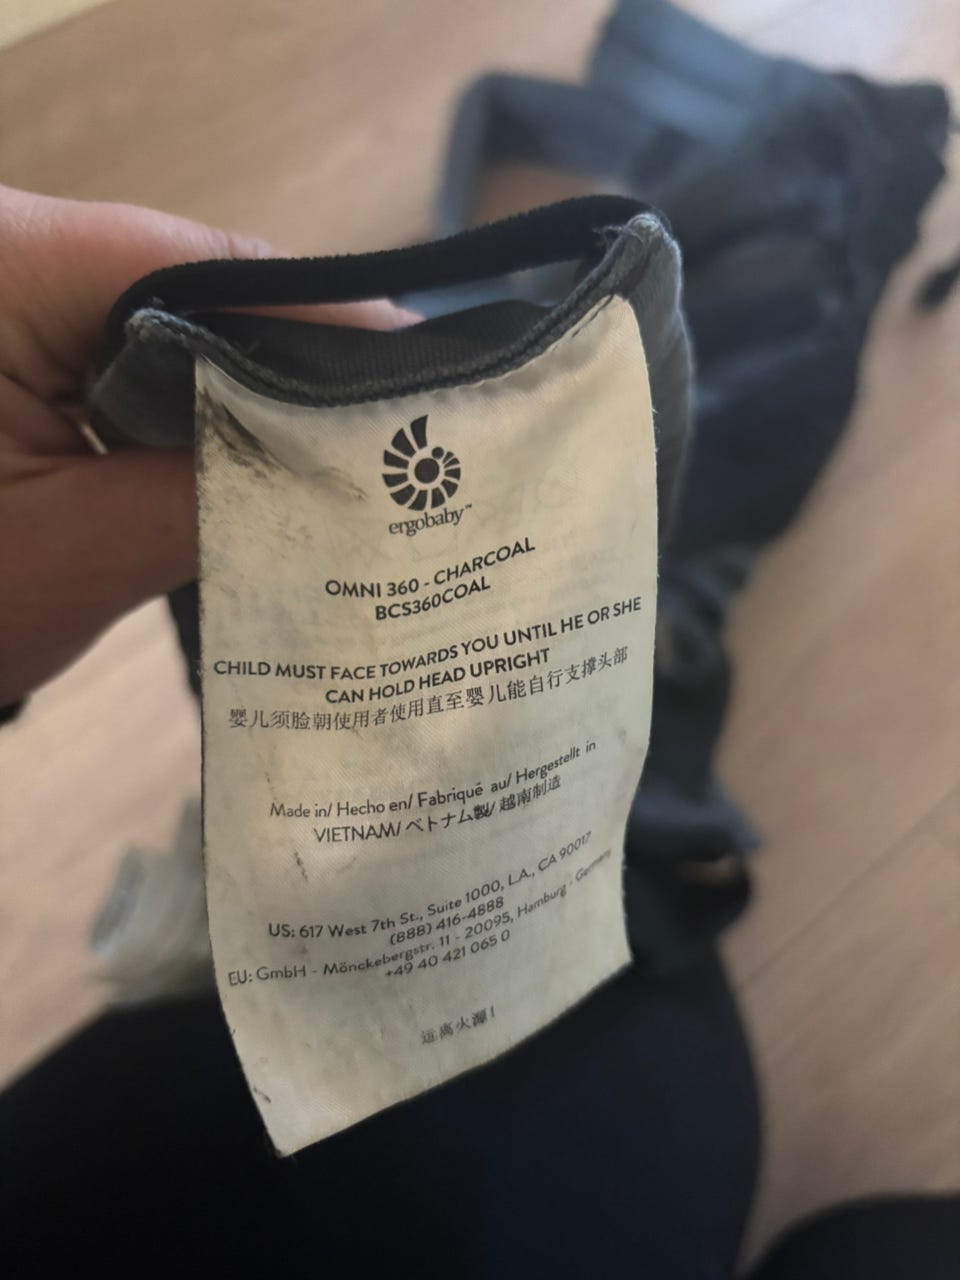 ergobaby™
OMNI 360 - CHARCOAL
BCS360COAL
CHILD MUST FACE TOWARDS YOU UNTIL HE OR SHE
CAN HOLD HEAD UPRIGHT
婴儿须脸朝使用者使用直至婴儿能自行支撑头部
Made in/ Hecho en/ Fabriqué au/ Hergestellt in
VIETNAM/ ベトナム製/ 越南制造
US: 617 West 7th St., Suite 1000, L.A., CA 90017
(888) 416-4888
EU: GmbH - Mönckebergstr. 11 - 20095, Hamburg - Germany
+49 40 421 065 0
远离火源!